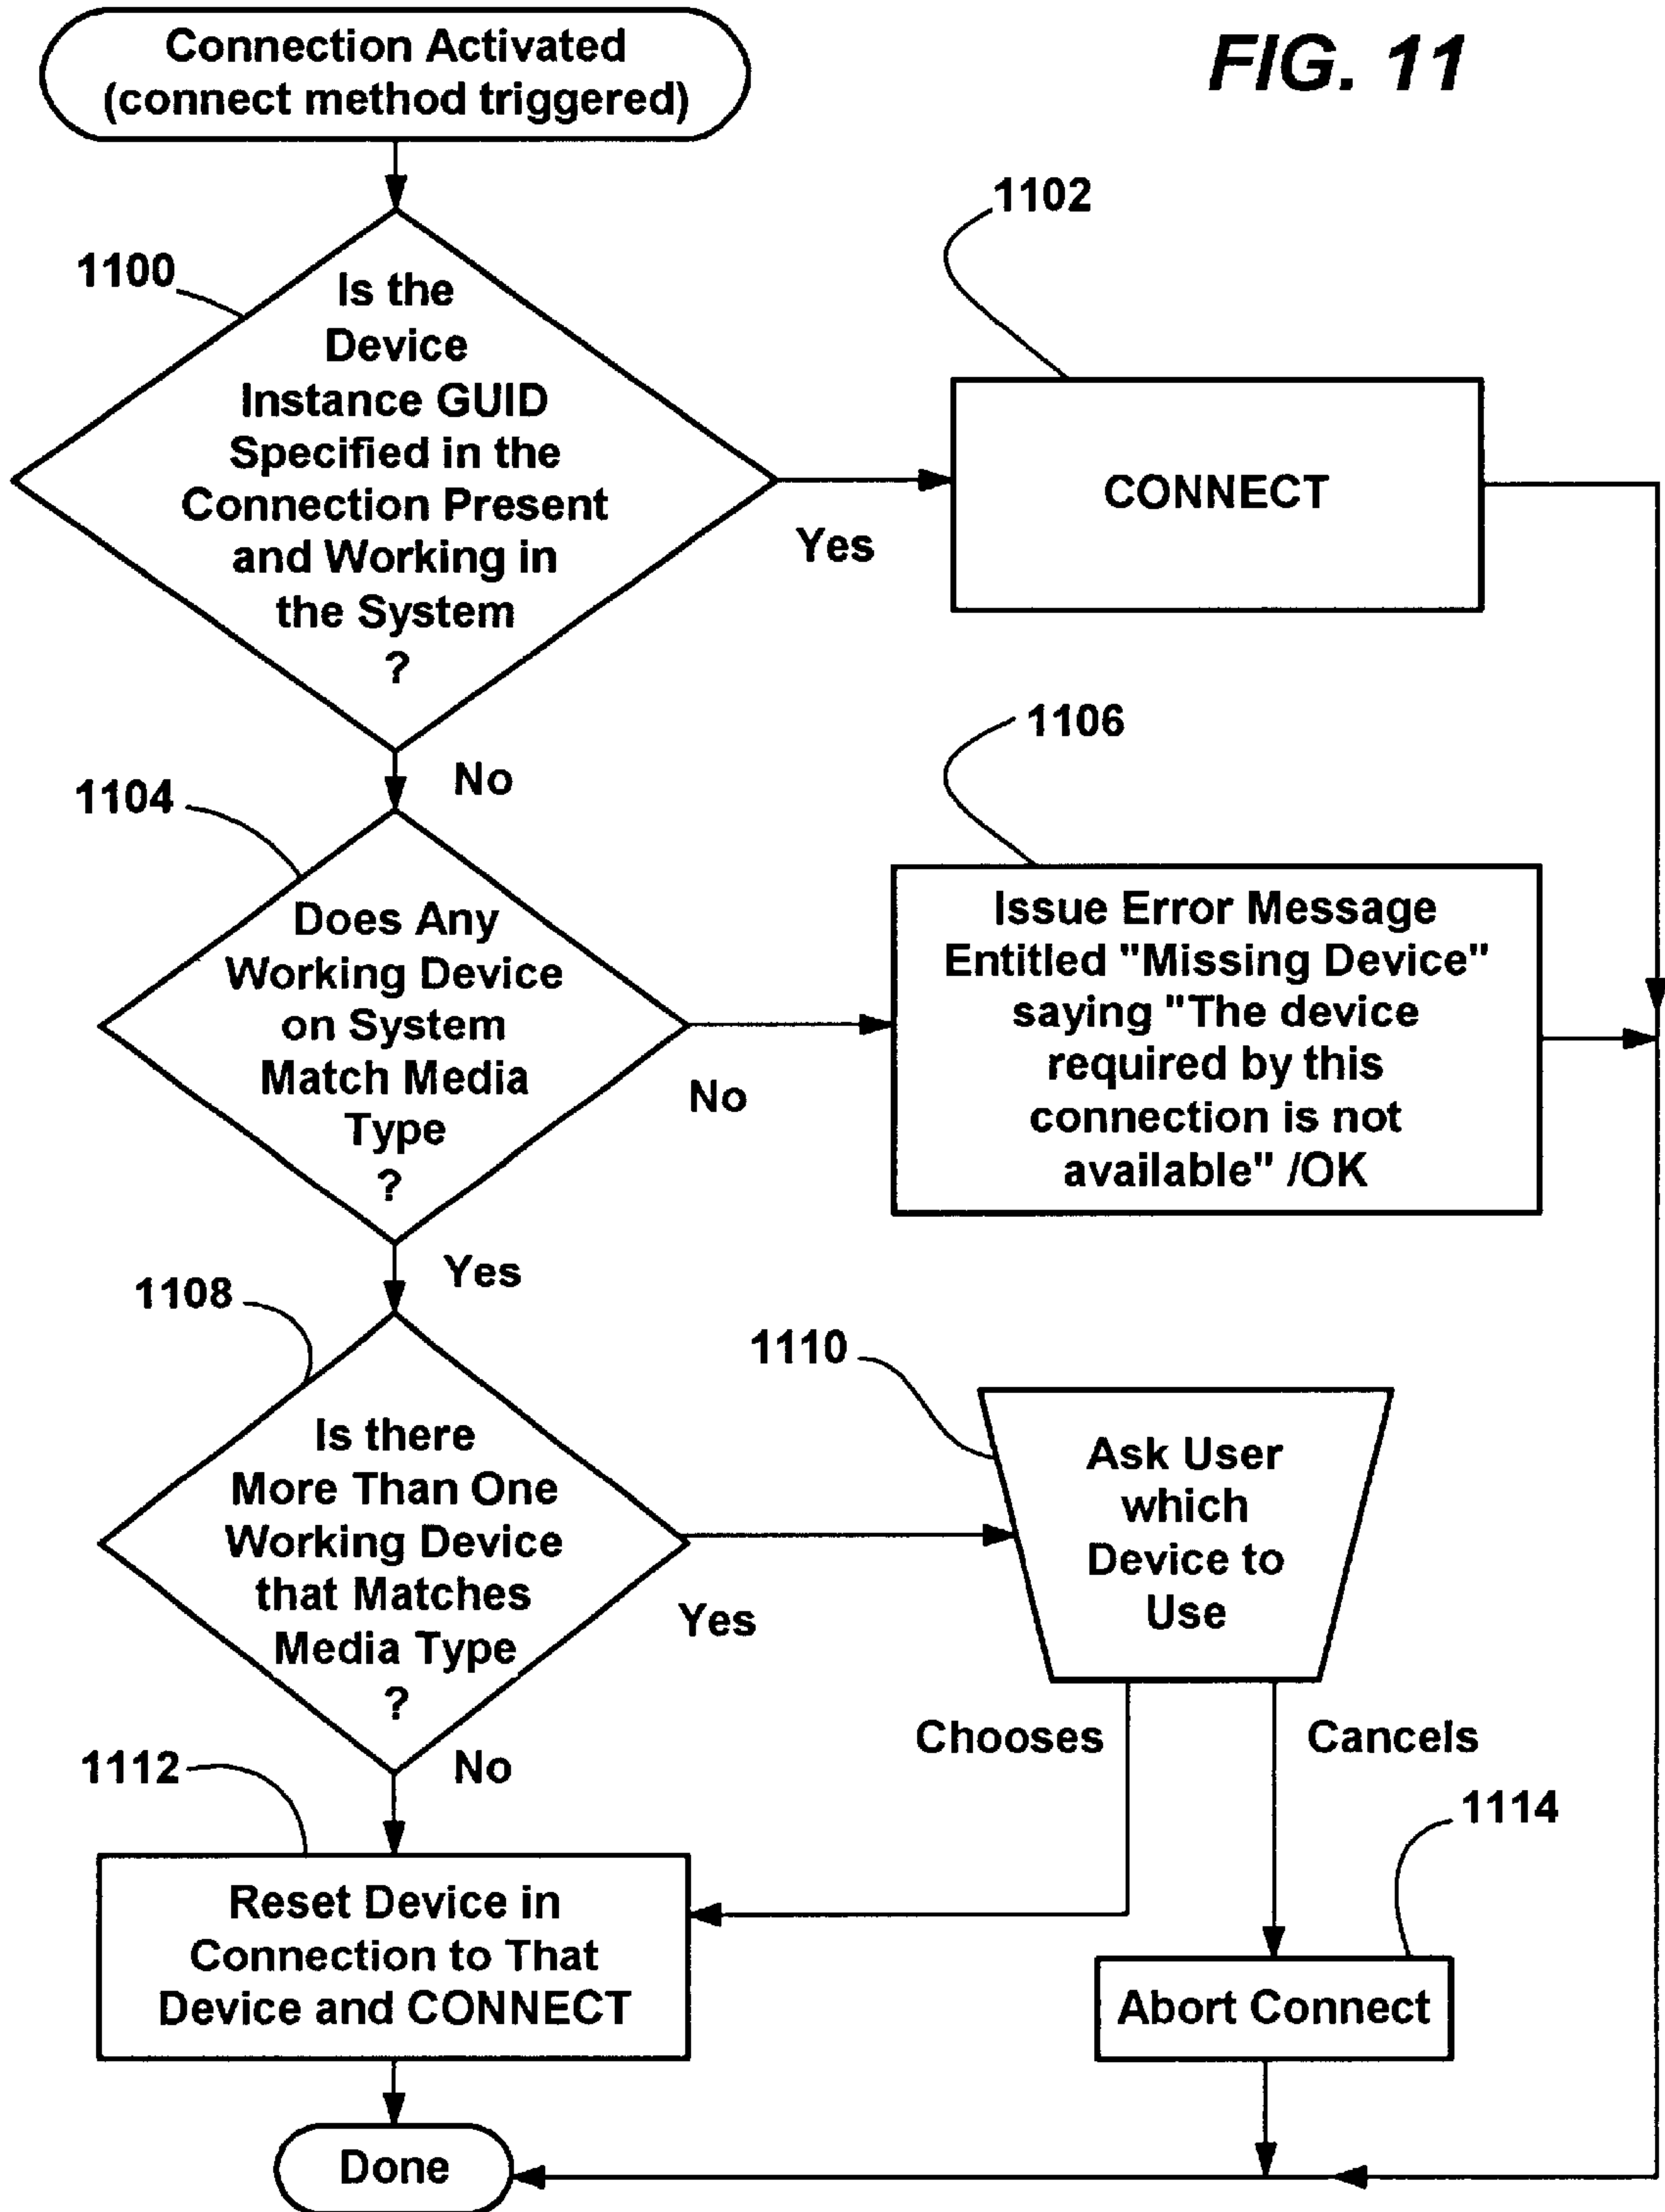 Connection Activated
(connect method triggered)
FIG. 11
1100
Is the
Device
Instance GUID
Specified in the
Connection Present
and Working in
the System
?
Yes
1102
CONNECT
No
1104
Does Any
Working Device
on System
Match Media
Type
?
No
1106
Issue Error Message
Entitled "Missing Device"
saying "The device
required by this
connection is not
available" /OK
Yes
1108
Is there
More Than One
Working Device
that Matches
Media Type
?
Yes
1110
Ask User
which
Device to
Use
Chooses
Cancels
No
1112
Reset Device in
Connection to That
Device and CONNECT
1114
Abort Connect
Done